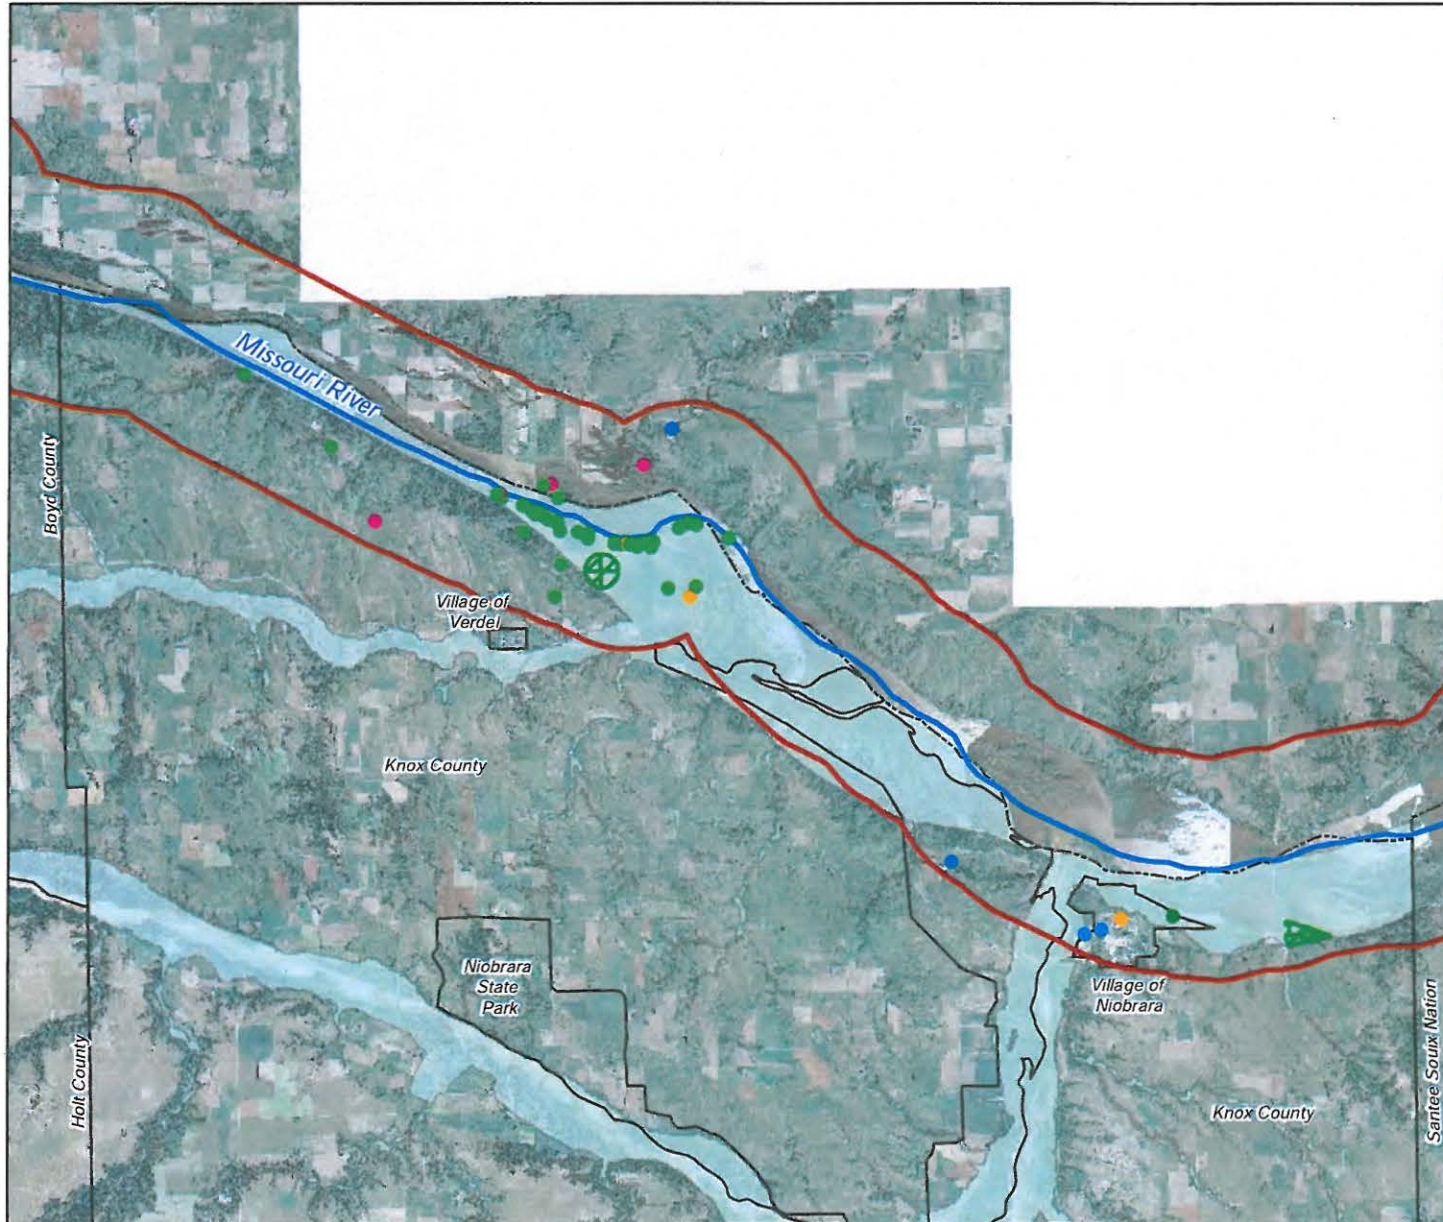 Missouri River
Boyd County
Village of
Verdel
Knox County
Niobrara
State
Park
Village of
Niobrara
Holt County
Knox County
Santee Souix Nation